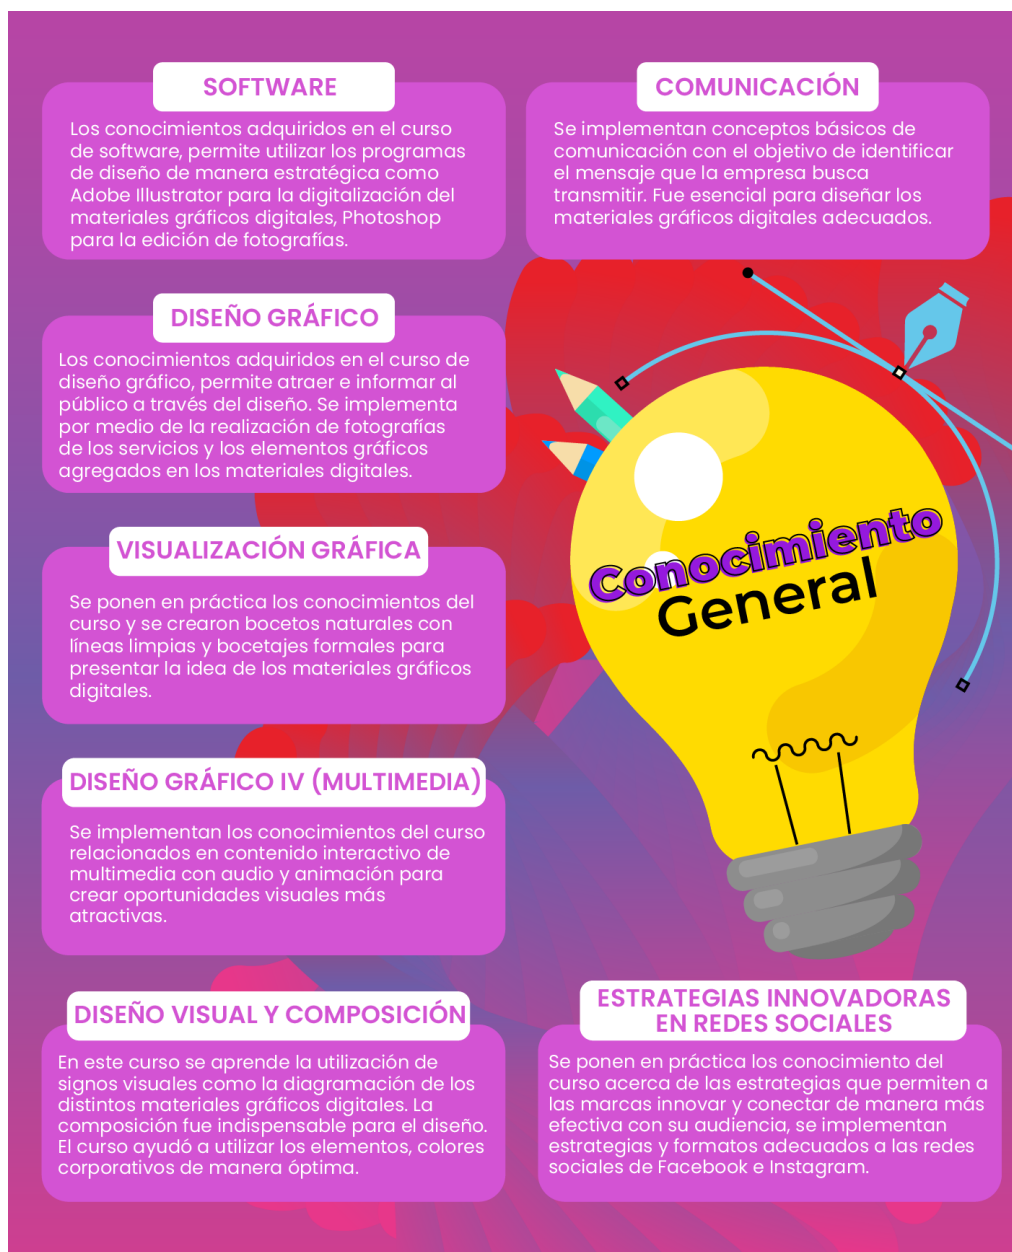 SOFTWARE
Los conocimientos adquiridos en el curso
de software, permite utilizar los programas
de diseño de manera estratégica como
Adobe Illustrator para la digitalización del
materiales gráficos digitales, Photoshop
para la edición de fotografías.
COMUNICACIÓN
Se implementan conceptos básicos de
comunicación con el objetivo de identificar
el mensaje que la empresa busca
transmitir. Fue esencial para diseñar los
materiales gráficos digitales adecuados.
DISEÑO GRÁFICO
Los conocimientos adquiridos en el curso de
diseño gráfico, permite atraer e informar al
público a través del diseño. Se implementa
por medio de la realización de fotografías
de los servicios y los elementos gráficos
agregados en los materiales digitales.
Conocimiento
General
VISUALIZACIÓN GRÁFICA
Se ponen en práctica los conocimientos del
curso y se crearon bocetos naturales con
líneas limpias y bocetajes formales para
presentar la idea de los materiales gráficos
digitales.
DISEÑO GRÁFICO IV (MULTIMEDIA)
Se implementan los conocimientos del curso
relacionados en contenido interactivo de
multimedia con audio y animación para
crear oportunidades visuales más
atractivas.
DISEÑO VISUAL Y COMPOSICIÓN
En este curso se aprende la utilización de
signos visuales como la diagramación de los
distintos materiales gráficos digitales. La
composición fue indispensable para el diseño.
El curso ayudó a utilizar los elementos, colores
corporativos de manera óptima.
ESTRATEGIAS INNOVADORAS
EN REDES SOCIALES
Se ponen en práctica los conocimiento del
curso acerca de las estrategias que permiten a
las marcas innovar y conectar de manera más
efectiva con su audiencia, se implementan
estrategias y formatos adecuados a las redes
sociales de Facebook e Instagram.